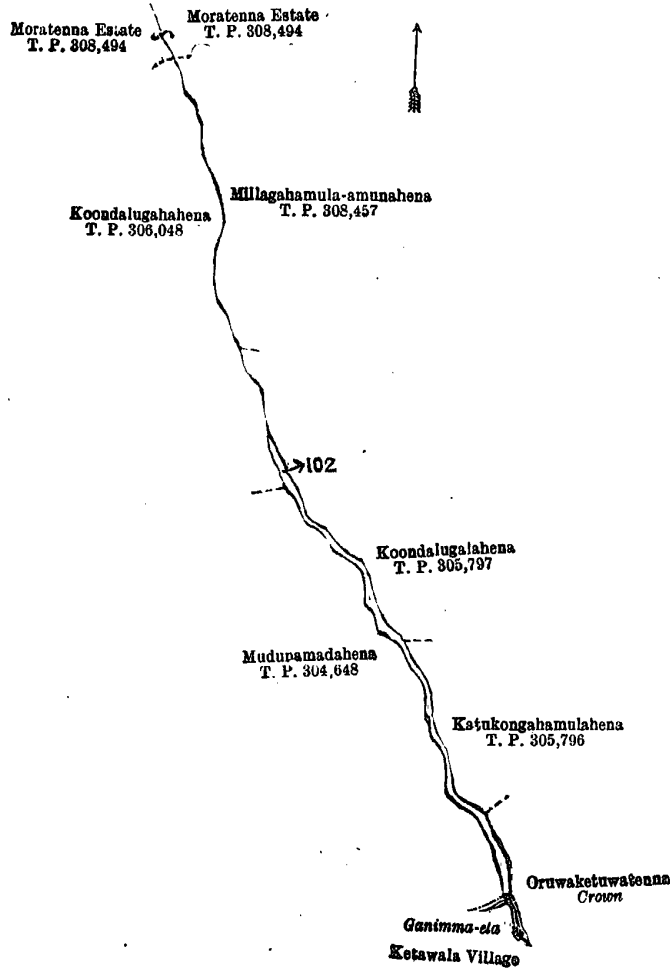 Moratenna Estate
T. P. 308,494
Moratenna Estate
T. P. 308,494
Millagahamula-amunahena
T. P. 308,457
Koondalugahahena
T. P. 306,048
102
Koondalugalahena
T. P. 305,797
Mudunamadahena
T. P. 304,648
Katukongahamulahena
T. P. 305,796
Oruwaketuwatenna
Crown
Ganimma-ela
Ketawala Village